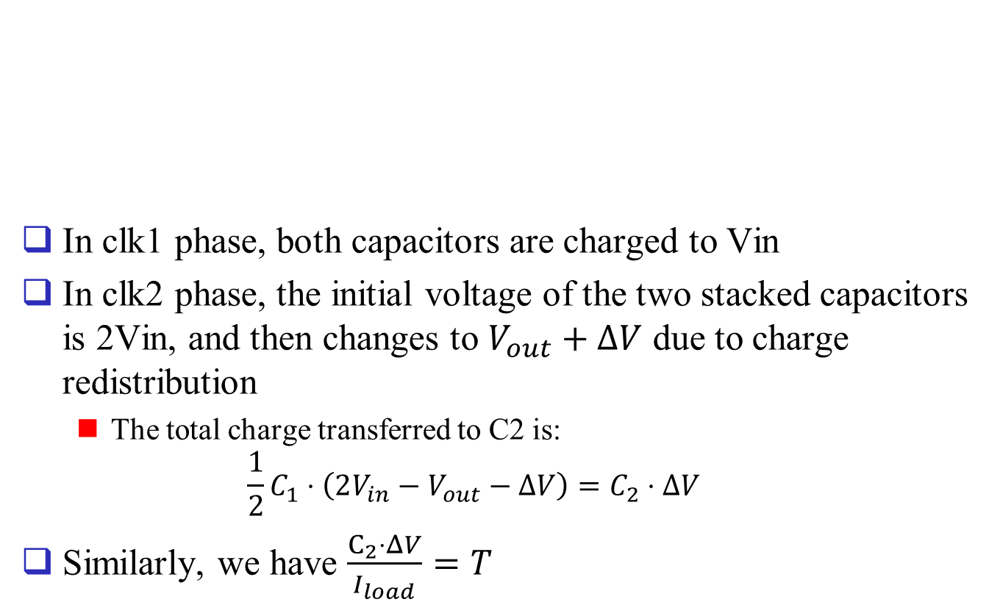 ❑ In clk1 phase, both capacitors are charged to Vin
❑ In clk2 phase, the initial voltage of the two stacked capacitors
is 2Vin, and then changes to $V_{out} + \Delta V$ due to charge
redistribution
■ The total charge transferred to C2 is:
$\frac{1}{2} C_1 \cdot (2V_{in} - V_{out} - \Delta V) = C_2 \cdot \Delta V$
❑ Similarly, we have $\frac{C_2 \cdot \Delta V}{I_{load}} = T$